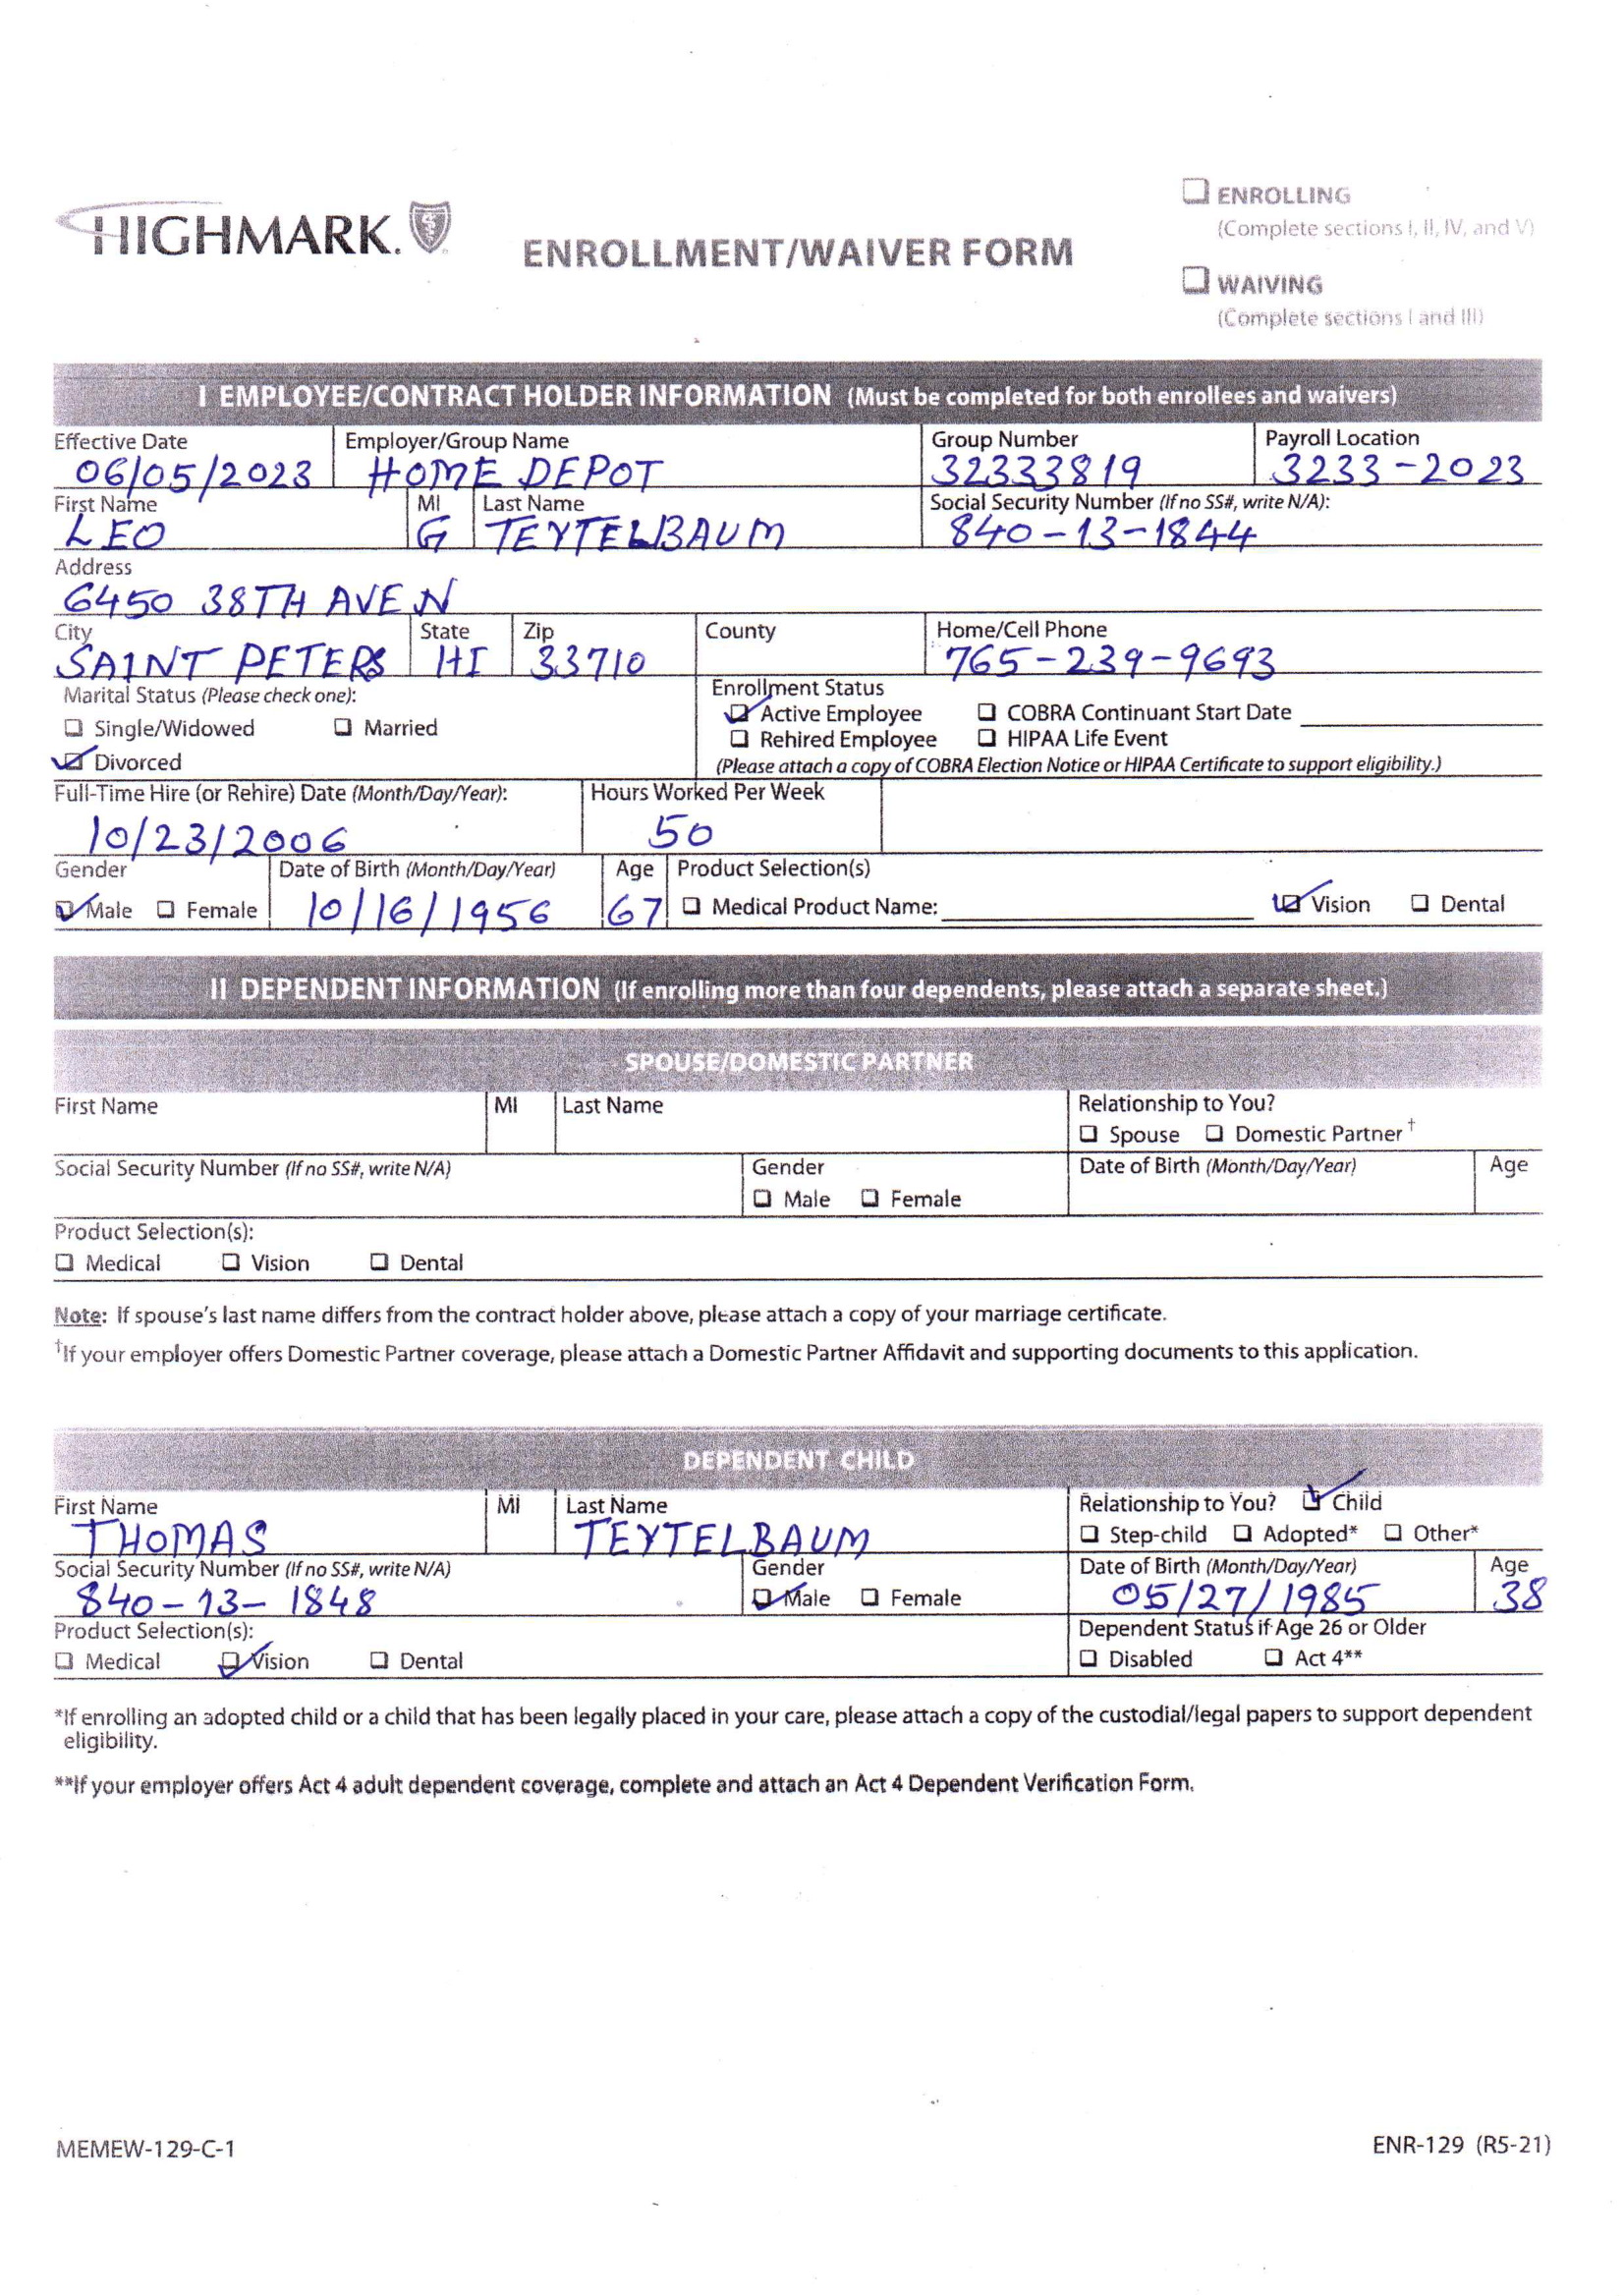 HIGHMARK.
ENROLLMENT/WAIVER FORM
☐ ENROLLING
(Complete sections I, II, IV, and V)
☐ WAIVING
(Complete sections I and III)
I EMPLOYEE/CONTRACT HOLDER INFORMATION (Must be completed for both enrollees and waivers)
Effective Date Employer/Group Name Group Number Payroll Location
06/05/2023 HOME DEPOT 32333819 3233-2023
First Name MI Last Name Social Security Number (If no SS#, write N/A):
LEO G TEYTELBAUM 840-13-1844
Address
6450 38TH AVE N
City State Zip County Home/Cell Phone
SAINT PETERS HI 33710 765-239-9693
Marital Status (Please check one): Enrollment Status
☐ Single/Widowed ☐ Married ☑ Active Employee ☐ COBRA Continuant Start Date
☑ Divorced ☐ Rehired Employee ☐ HIPAA Life Event
(Please attach a copy of COBRA Election Notice or HIPAA Certificate to support eligibility.)
Full-Time Hire (or Rehire) Date (Month/Day/Year): Hours Worked Per Week
10/23/2006 50
Gender Date of Birth (Month/Day/Year) Age Product Selection(s)
☑ Male ☐ Female 10/16/1956 67 ☐ Medical Product Name: ☑ Vision ☐ Dental
II DEPENDENT INFORMATION (If enrolling more than four dependents, please attach a separate sheet.)
SPOUSE/DOMESTIC PARTNER
First Name MI Last Name Relationship to You?
☐ Spouse ☐ Domestic Partner†
Social Security Number (If no SS#, write N/A) Gender Date of Birth (Month/Day/Year) Age
☐ Male ☐ Female
Product Selection(s):
☐ Medical ☐ Vision ☐ Dental
Note: If spouse's last name differs from the contract holder above, please attach a copy of your marriage certificate.
†If your employer offers Domestic Partner coverage, please attach a Domestic Partner Affidavit and supporting documents to this application.
DEPENDENT CHILD
First Name MI Last Name Relationship to You? ☑ Child
THOMAS TEYTELBAUM ☐ Step-child ☐ Adopted* ☐ Other*
Social Security Number (If no SS#, write N/A) Gender Date of Birth (Month/Day/Year) Age
840-13-1848 ☑ Male ☐ Female 05/27/1985 38
Product Selection(s): Dependent Status if Age 26 or Older
☐ Medical ☑ Vision ☐ Dental ☐ Disabled ☐ Act 4**
*If enrolling an adopted child or a child that has been legally placed in your care, please attach a copy of the custodial/legal papers to support dependent
eligibility.
**If your employer offers Act 4 adult dependent coverage, complete and attach an Act 4 Dependent Verification Form.
MEMEW-129-C-1 ENR-129 (R5-21)